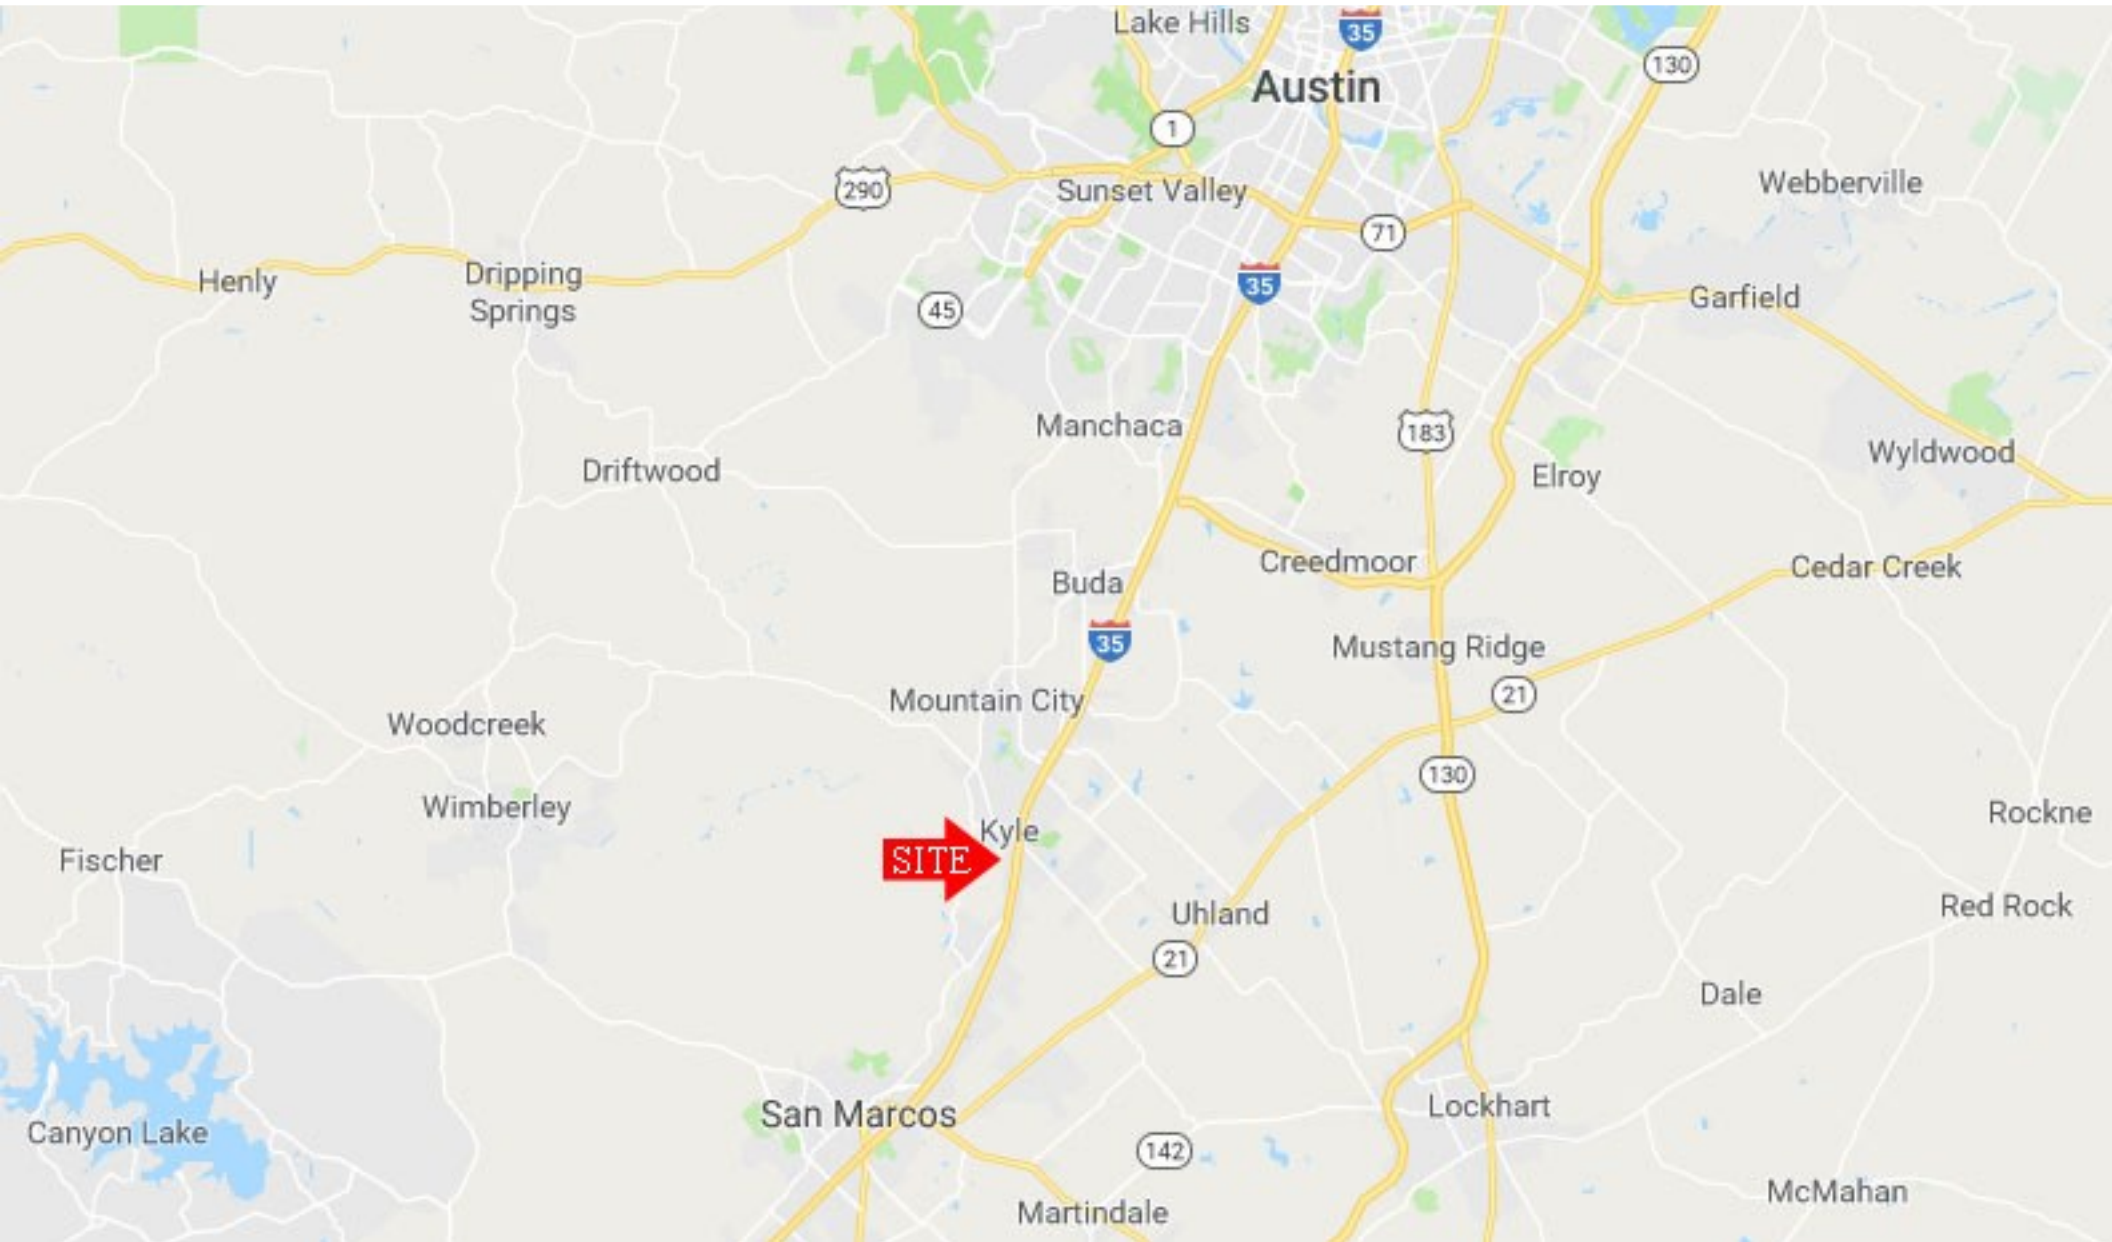 Lake Hills
35
Austin
130
1
290
Sunset Valley
Webberville
71
Henly
Dripping
Springs
45
35
Garfield
Manchaca
183
Driftwood
Elroy
Wyldwood
Creedmoor
Cedar Creek
Buda
35
Mustang Ridge
21
Mountain City
Woodcreek
130
Wimberley
Rockne
Kyle
SITE
Fischer
Uhland
Red Rock
21
Dale
San Marcos
Lockhart
Canyon Lake
142
McMahan
Martindale